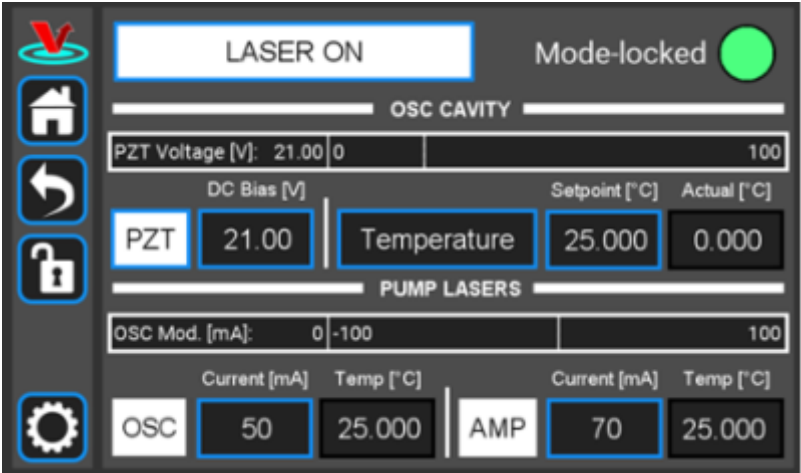 LASER ON Mode-locked
OSC CAVITY
PZT Voltage [V]: 21.00 0 100
DC Bias [V] Setpoint [°C] Actual [°C]
PZT 21.00 Temperature 25.000 0.000
PUMP LASERS
OSC Mod. [mA]: 0 -100 100
Current [mA] Temp [°C] Current [mA] Temp [°C]
OSC 50 25.000 AMP 70 25.000